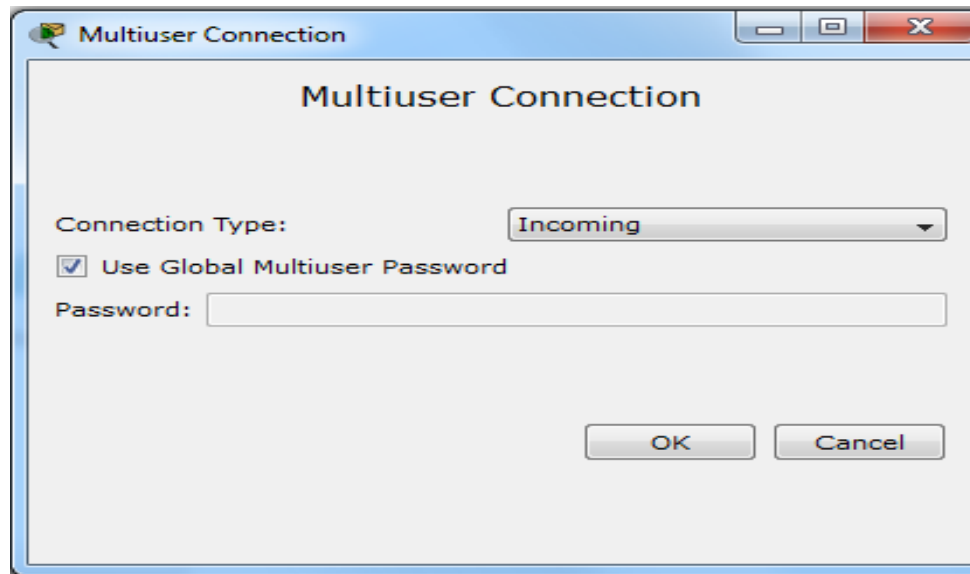 Multiuser Connection
Multiuser Connection
Connection Type: Incoming
Use Global Multiuser Password
Password:
OK Cancel